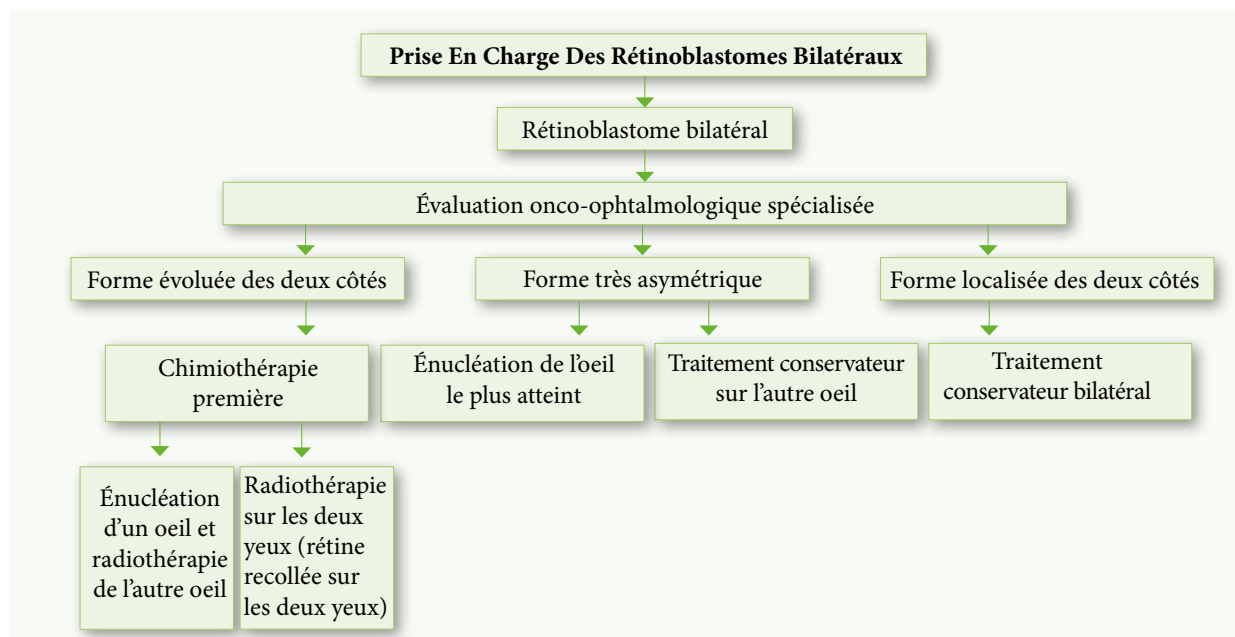 Prise En Charge Des Rétinoblastomes Bilatéraux
Rétinoblastome bilatéral
Évaluation onco-ophtalmologique spécialisée
Forme évoluée des deux côtés
Forme très asymétrique
Forme localisée des deux côtés
Chimiothérapie
première
Énucléation de l'oeil
le plus atteint
Traitement conservateur
sur l'autre oeil
Traitement
conservateur bilatéral
Énucléation
d'un oeil et
radiothérapie
de l'autre oeil
Radiothérapie
sur les deux
yeux (rétine
recollée sur
les deux yeux)